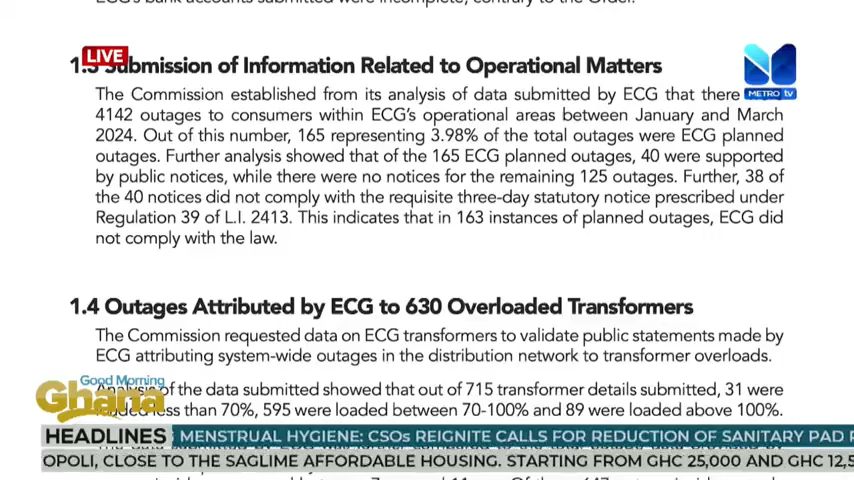 LIVE
1.3 Submission of Information Related to Operational Matters
METRO tv
The Commission established from its analysis of data submitted by ECG that there
4142 outages to consumers within ECG's operational areas between January and March
2024. Out of this number, 165 representing 3.98% of the total outages were ECG planned
outages. Further analysis showed that of the 165 ECG planned outages, 40 were supported
by public notices, while there were no notices for the remaining 125 outages. Further, 38 of
the 40 notices did not comply with the requisite three-day statutory notice prescribed under
Regulation 39 of L.I. 2413. This indicates that in 163 instances of planned outages, ECG did
not comply with the law.
1.4 Outages Attributed by ECG to 630 Overloaded Transformers
The Commission requested data on ECG transformers to validate public statements made by
ECG attributing system-wide outages in the distribution network to transformer overloads.
Good Morning
Ghana
Analysis of the data submitted showed that out of 715 transformer details submitted, 31 were
loaded less than 70%, 595 were loaded between 70-100% and 89 were loaded above 100%.
HEADLINES
MENSTRUAL HYGIENE: CSOs REIGNITE CALLS FOR REDUCTION OF SANITARY PAD
OPOLI, CLOSE TO THE SAGLIME AFFORDABLE HOUSING. STARTING FROM GHC 25,000 AND GHC 12,5